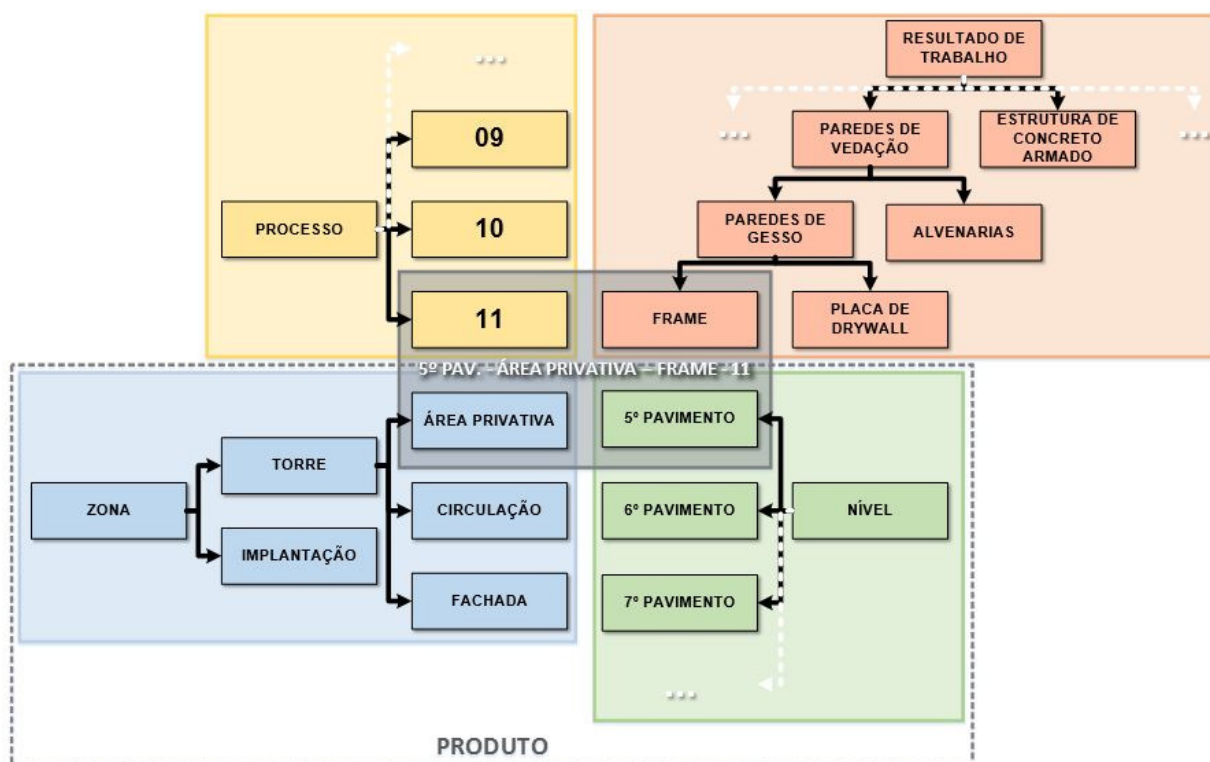 ...
RESULTADO DE
TRABALHO
09
...
PAREDES DE
VEDAÇÃO
ESTRUTURA DE
CONCRETO
ARMADO
...
PROCESSO
10
PAREDES DE
GESSO
ALVENARIAS
11
FRAME
PLACA DE
DRYWALL
5º PAV. - ÁREA PRIVATIVA – FRAME - 11
ÁREA PRIVATIVA
5º PAVIMENTO
TORRE
ZONA
CIRCULAÇÃO
6º PAVIMENTO
NÍVEL
IMPLANTAÇÃO
FACHADA
7º PAVIMENTO
...
PRODUTO